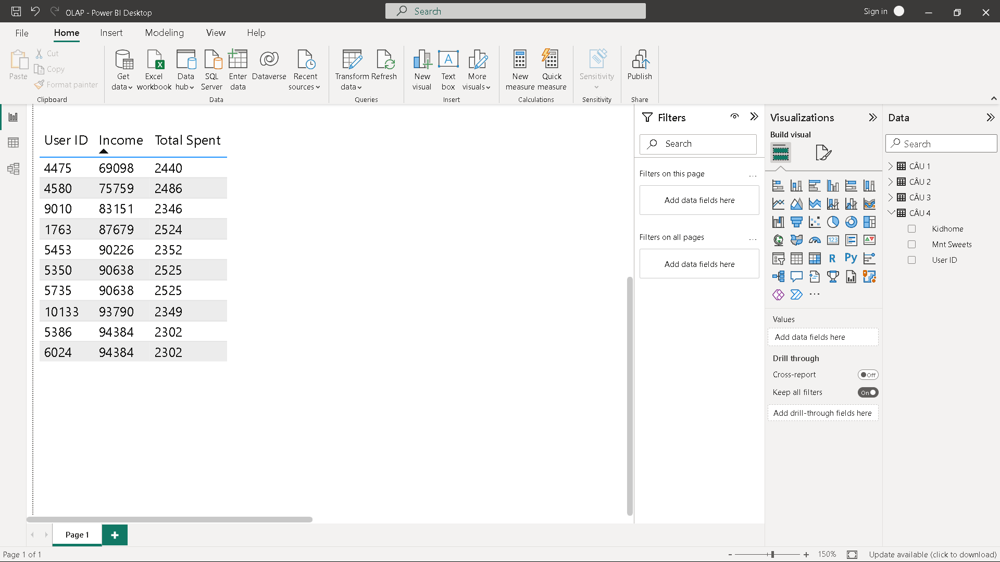 OLAP - Power BI Desktop
Search
Sign in
File Home Insert Modeling View Help
Paste
Cut
Copy
Format painter
Clipboard
Get data
Excel workbook
Data hub
SQL Server
Enter data
Dataverse
Recent sources
Data
Transform data
Refresh
Queries
New visual
A
Text box
More visuals
Insert
New measure
Quick measure
Calculations
Sensitivity
Sensitivity
Publish
Share
User ID Income Total Spent
4475 69098 2440
4580 75759 2486
9010 83151 2346
1763 87679 2524
5453 90226 2352
5350 90638 2525
5735 90638 2525
10133 93790 2349
5386 94384 2302
6024 94384 2302
Filters
Search
Filters on this page ...
Add data fields here
Filters on all pages ...
Add data fields here
Visualizations
Build visual
123
R Py
...
Values
Add data fields here
Drill through
Cross-report Off
Keep all filters On
Add drill-through fields here
Data
Search
CÂU 1
CÂU 2
CÂU 3
CÂU 4
Kidhome
Mnt Sweets
User ID
Page 1
+
Page 1 of 1
- + 150%
Update available (click to download)